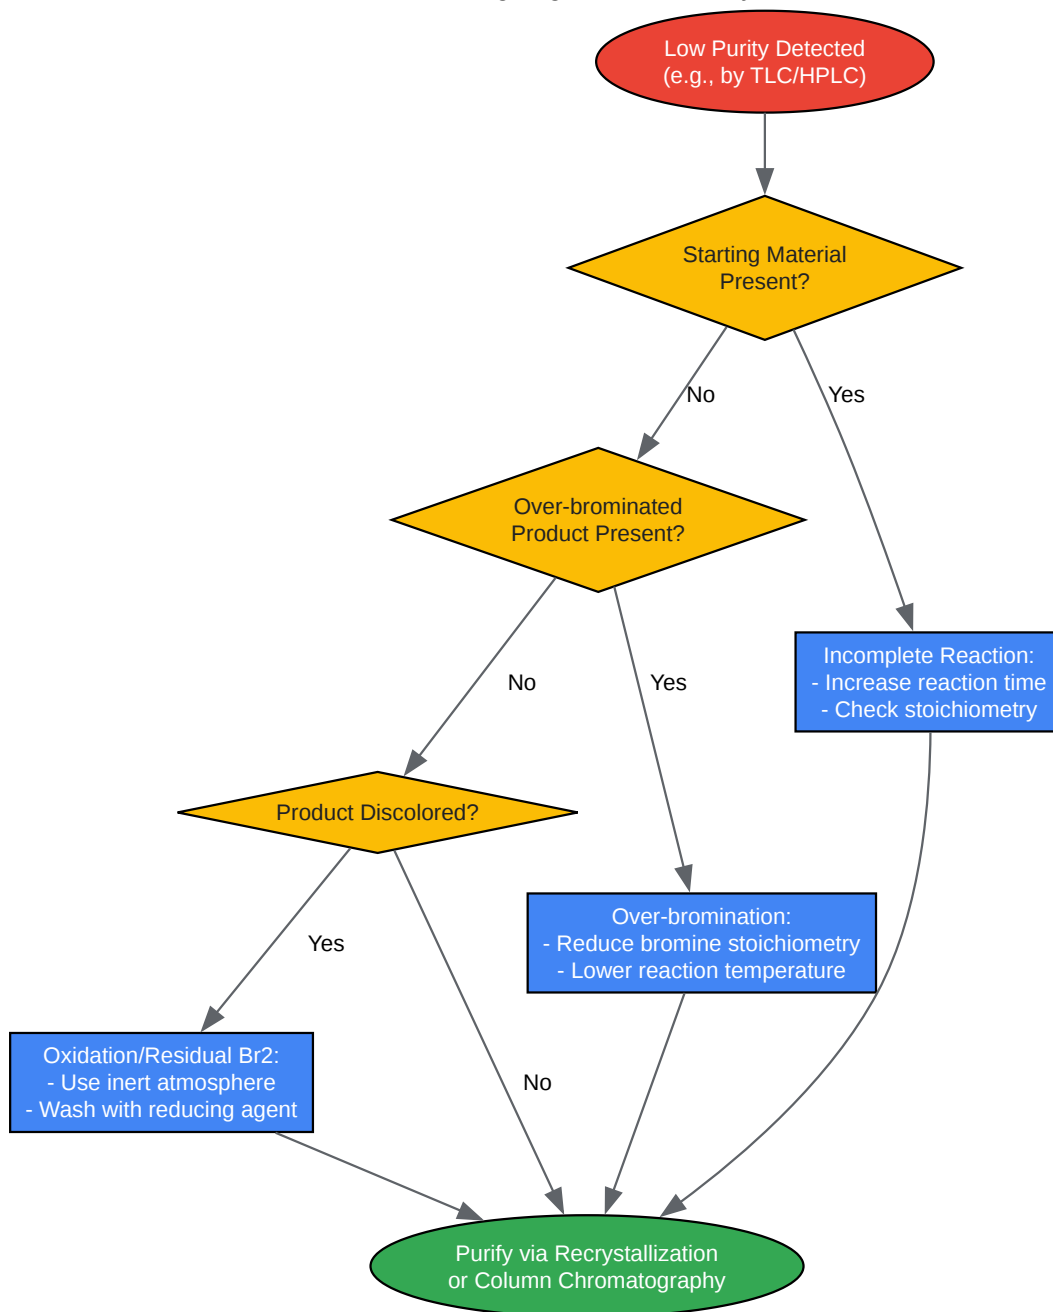 Low Purity Detected
(e.g., by TLC/HPLC)
Starting Material
Present?
No
Yes
Over-brominated
Product Present?
No
Yes
Incomplete Reaction:
- Increase reaction time
- Check stoichiometry
Product Discolored?
Yes
No
Over-bromination:
- Reduce bromine stoichiometry
- Lower reaction temperature
Oxidation/Residual Br2:
- Use inert atmosphere
- Wash with reducing agent
Purify via Recrystallization
or Column Chromatography